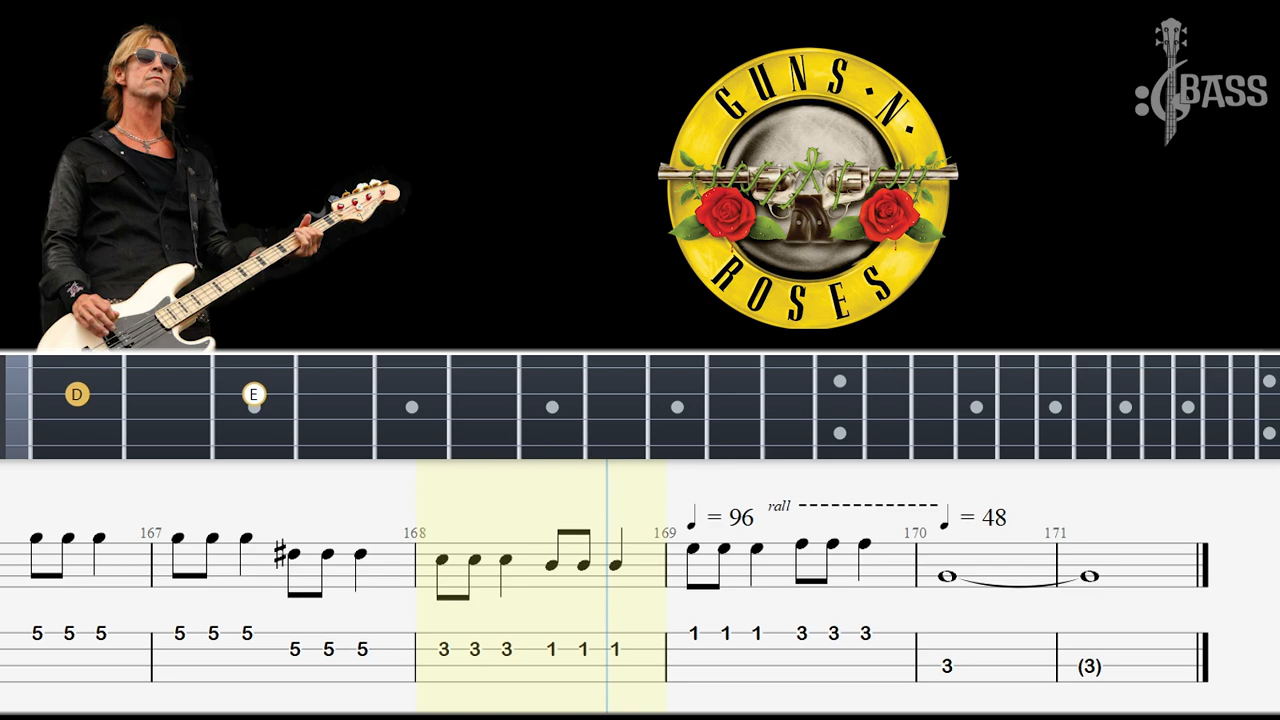 GUNS N' ROSES
BASS
D
E
167
168
169
170
171
♩ = 96 rall
♩ = 48
5 5 5
5 5 5 5 5 5
3 3 3 1 1 1
1 1 1 3 3 3
3
(3)